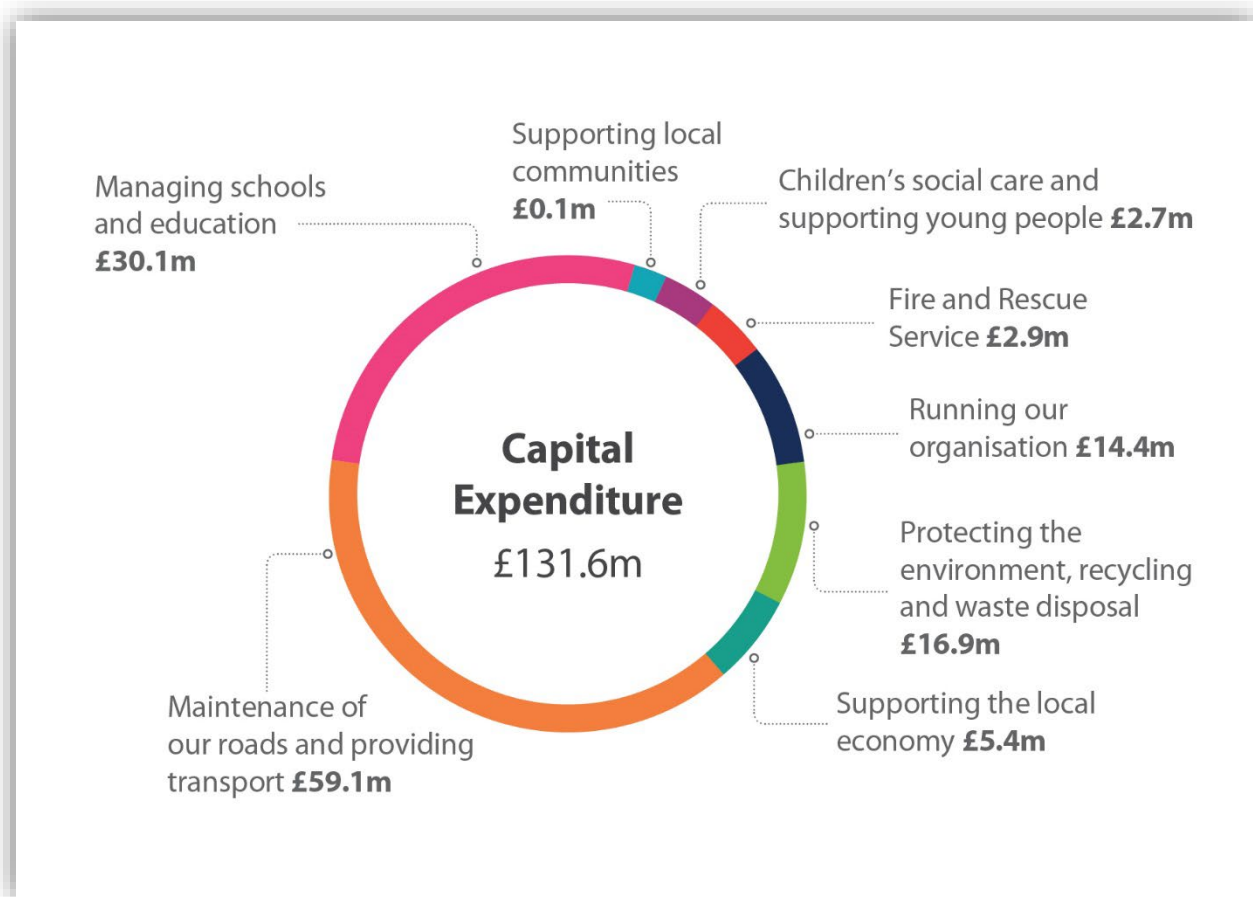 Supporting local
communities
£0.1m
Children’s social care and
supporting young people £2.7m
Managing schools
and education
£30.1m
Fire and Rescue
Service £2.9m
Running our
organisation £14.4m
Capital
Expenditure
£131.6m
Protecting the
environment, recycling
and waste disposal
£16.9m
Supporting the local
economy £5.4m
Maintenance of
our roads and providing
transport £59.1m